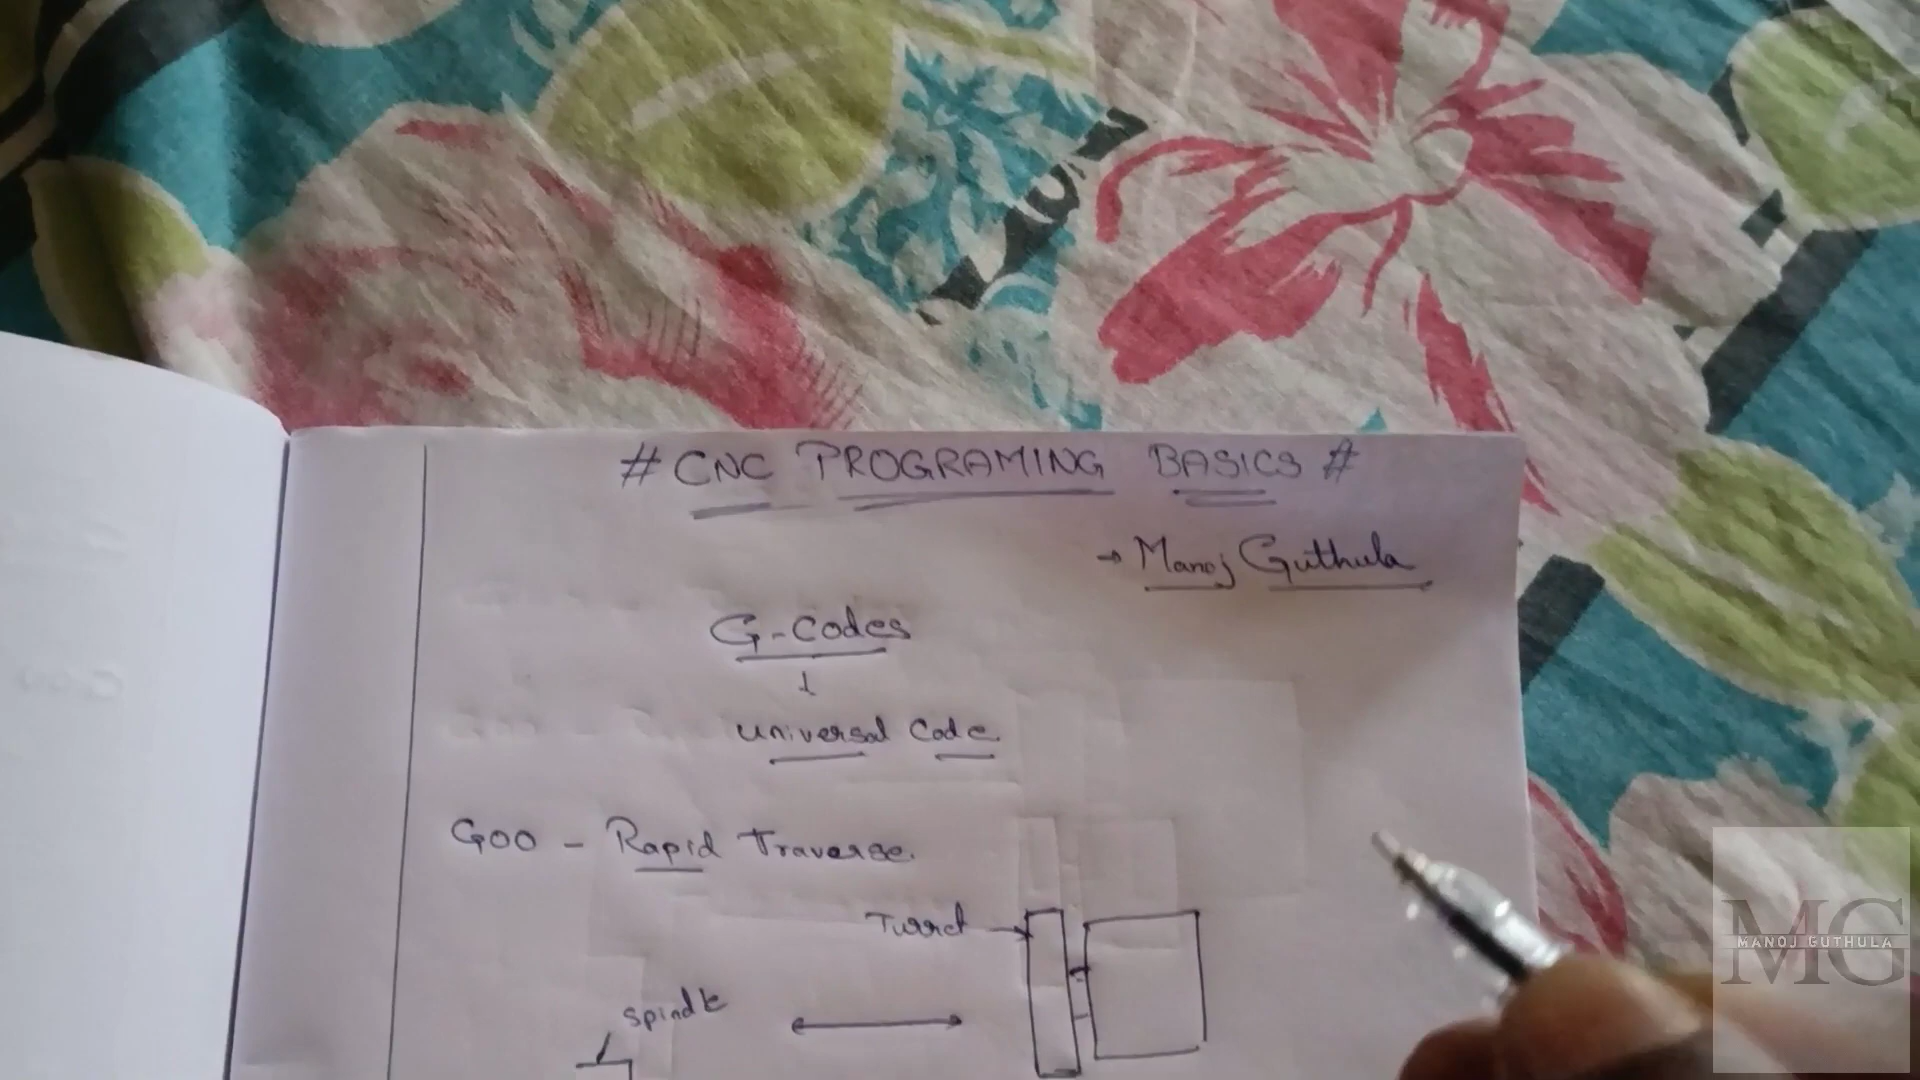 # CNC PROGRAMING BASICS #
→ Manoj Guthula
G-Codes
universal Code
G00 - Rapid Traverse.
Turret
spindle
MG
MANOJ GUTHULA